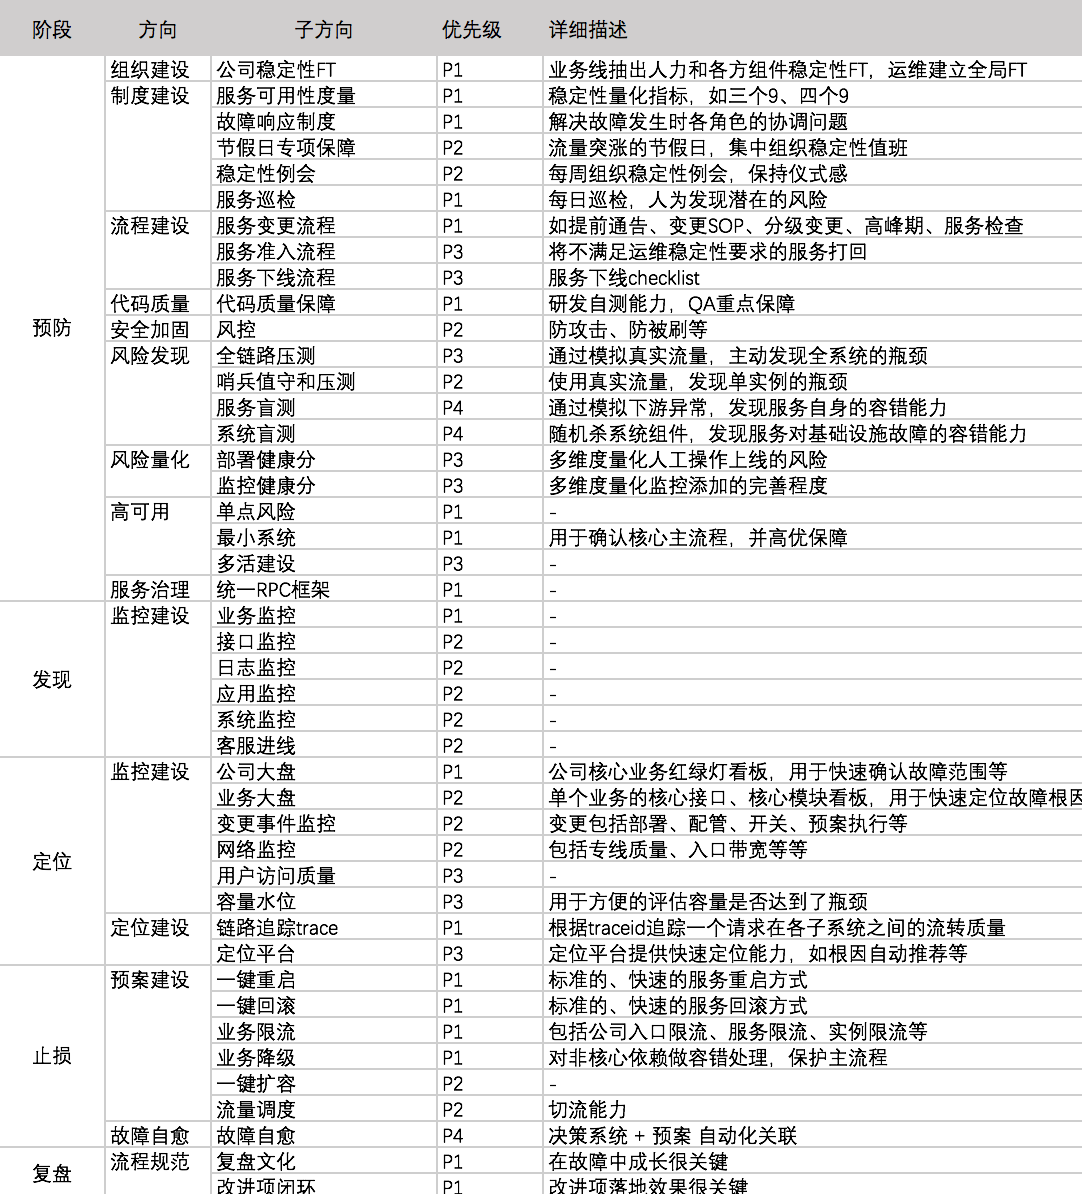 阶段 方向 子方向 优先级 详细描述
组织建设 公司稳定性FT P1 业务线抽出人力和各方组件稳定性FT，运维建立全局FT
制度建设 服务可用性度量 P1 稳定性量化指标，如三个9、四个9
故障响应制度 P1 解决故障发生时各角色的协调问题
节假日专项保障 P2 流量突涨的节假日，集中组织稳定性值班
稳定性例会 P2 每周组织稳定性例会，保持仪式感
服务巡检 P1 每日巡检，人为发现潜在的风险
流程建设 服务变更流程 P1 如提前通告、变更SOP、分级变更、高峰期、服务检查
服务准入流程 P3 将不满足运维稳定性要求的服务打回
服务下线流程 P3 服务下线checklist
代码质量 代码质量保障 P1 研发自测能力，QA重点保障
预防 安全加固 风控 P2 防攻击、防被刷等
风险发现 全链路压测 P3 通过模拟真实流量，主动发现全系统的瓶颈
哨兵值守和压测 P2 使用真实流量，发现单实例的瓶颈
服务盲测 P4 通过模拟下游异常，发现服务自身的容错能力
系统盲测 P4 随机杀系统组件，发现服务对基础设施故障的容错能力
风险量化 部署健康分 P3 多维度量化人工操作上线的风险
监控健康分 P3 多维度量化监控添加的完善程度
高可用 单点风险 P1 -
最小系统 P1 用于确认核心主流程，并高优保障
多活建设 P3 -
服务治理 统一RPC框架 P1 -
监控建设 业务监控 P1 -
接口监控 P2 -
日志监控 P2 -
发现 应用监控 P2 -
系统监控 P2 -
客服进线 P2 -
监控建设 公司大盘 P1 公司核心业务红绿灯看板，用于快速确认故障范围等
业务大盘 P2 单个业务的核心接口、核心模块看板，用于快速定位故障根因
变更事件监控 P2 变更包括部署、配管、开关、预案执行等
定位 网络监控 P2 包括专线质量、入口带宽等等
用户访问质量 P3 -
容量水位 P3 用于方便的评估容量是否达到了瓶颈
定位建设 链路追踪trace P1 根据traceid追踪一个请求在各子系统之间的流转质量
定位平台 P3 定位平台提供快速定位能力，如根因自动推荐等
预案建设 一键重启 P1 标准的、快速的服务重启方式
一键回滚 P1 标准的、快速的服务回滚方式
业务限流 P1 包括公司入口限流、服务限流、实例限流等
止损 业务降级 P1 对非核心依赖做容错处理，保护主流程
一键扩容 P2 -
流量调度 P2 切流能力
故障自愈 故障自愈 P4 决策系统 + 预案 自动化关联
复盘 流程规范 复盘文化 P1 在故障中成长很关键
改进项闭环 P1 改进项落地效果很关键